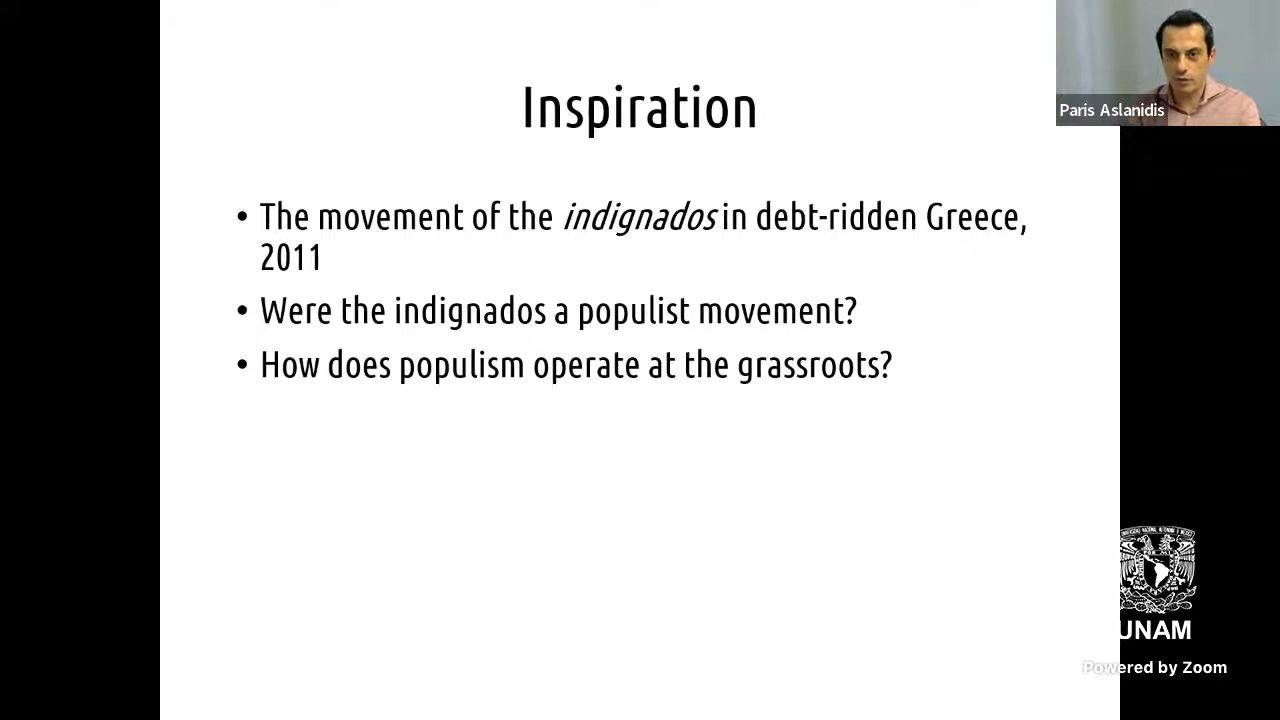 Inspiration
Paris Aslanidis
• The movement of the indignados in debt-ridden Greece,
2011
• Were the indignados a populist movement?
• How does populism operate at the grassroots?
UNAM
Powered by Zoom